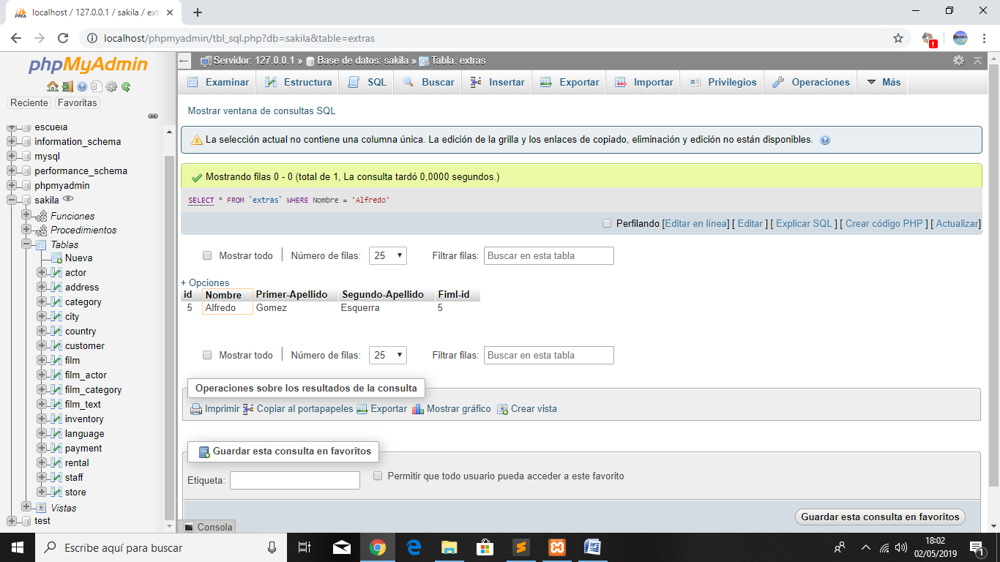 localhost / 127.0.0.1 / sakila / ext
localhost/phpmyadmin/tbl_sql.php?db=sakila&table=extras
phpMyAdmin
Reciente Favoritas
escuela
information_schema
mysql
performance_schema
phpmyadmin
sakila
Funciones
Procedimientos
Tablas
Nueva
actor
address
category
city
country
customer
film
film_actor
film_category
film_text
inventory
language
payment
rental
staff
store
Vistas
test
Servidor: 127.0.0.1 » Base de datos: sakila » Tabla: extras
Examinar Estructura SQL Buscar Insertar Exportar Importar Privilegios Operaciones Más
Mostrar ventana de consultas SQL
La selección actual no contiene una columna única. La edición de la grilla y los enlaces de copiado, eliminación y edición no están disponibles.
Mostrando filas 0 - 0 (total de 1, La consulta tardó 0,0000 segundos.)
SELECT * FROM `extras` WHERE Nombre = 'Alfredo'
Perfilando [Editar en línea] [ Editar ] [ Explicar SQL ] [ Crear código PHP ] [ Actualizar]
Mostrar todo Número de filas: 25 Filtrar filas: Buscar en esta tabla
+ Opciones
id Nombre Primer-Apellido Segundo-Apellido Fiml-id
5 Alfredo Gomez Esquerra 5
Mostrar todo Número de filas: 25 Filtrar filas: Buscar en esta tabla
Operaciones sobre los resultados de la consulta
Imprimir Copiar al portapapeles Exportar Mostrar gráfico Crear vista
Guardar esta consulta en favoritos
Etiqueta: Permitir que todo usuario pueda acceder a este favorito
Guardar esta consulta en favoritos
Consola
Escribe aquí para buscar
18:02
02/05/2019
1